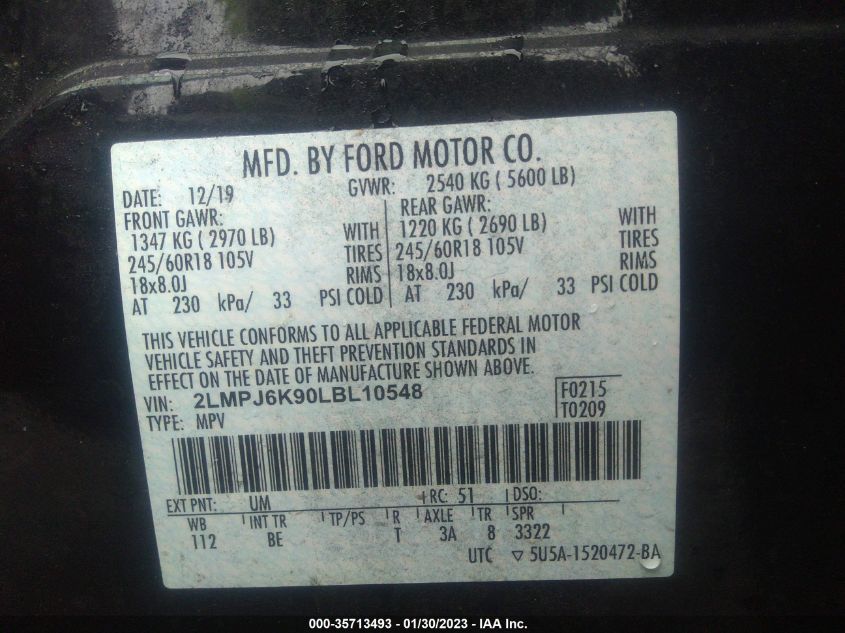 MFD. BY FORD MOTOR CO.
DATE: 12/19 GVWR: 2540 KG ( 5600 LB)
FRONT GAWR: REAR GAWR:
1347 KG ( 2970 LB) WITH 1220 KG ( 2690 LB) WITH
245/60R18 105V TIRES 245/60R18 105V TIRES
18x8.0J RIMS 18x8.0J RIMS
AT 230 kPa/ 33 PSI COLD AT 230 kPa/ 33 PSI COLD
THIS VEHICLE CONFORMS TO ALL APPLICABLE FEDERAL MOTOR
VEHICLE SAFETY AND THEFT PREVENTION STANDARDS IN
EFFECT ON THE DATE OF MANUFACTURE SHOWN ABOVE.
VIN: 2LMPJ6K90LBL10548 F0215
TYPE: MPV T0209
EXT PNT: UM RC: 51 DSO:
WB INT TR TP/PS R AXLE TR SPR
112 BE T 3A 8 3322
UTC ▽ 5U5A-1520472-BA
000-35713493 - 01/30/2023 - IAA Inc.